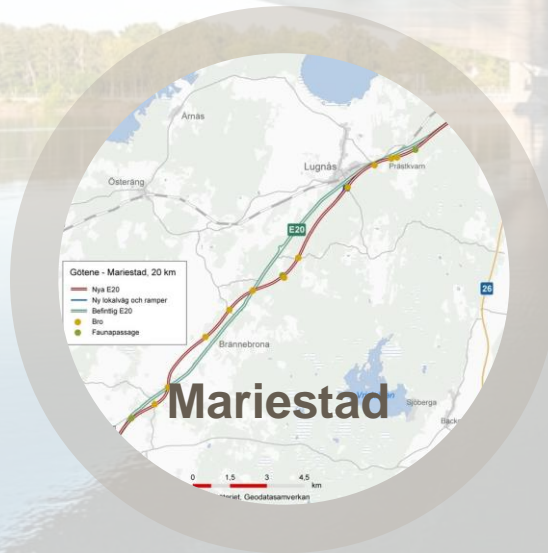 Årnäs
Lugnås
Prästkvarn
Österäng
E20
Götene - Mariestad, 20 km
Nya E20
Ny lokalväg och ramper
Befintlig E20
Bro
Faunapassage
26
Brännebrona
Mariestad
Sjöberga
0 1,5 3 4,5
km
Geodatasamverkan